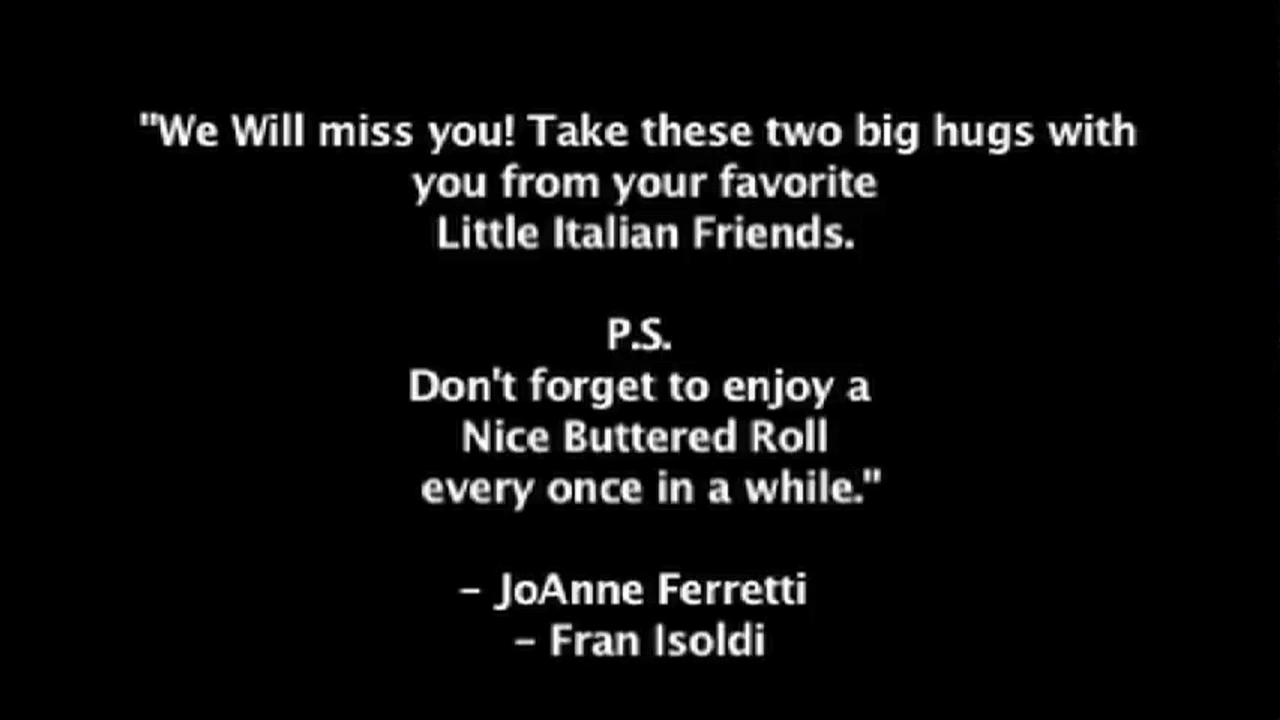 "We Will miss you! Take these two big hugs with
you from your favorite
Little Italian Friends.
P.S.
Don't forget to enjoy a
Nice Buttered Roll
every once in a while."
– JoAnne Ferretti
– Fran Isoldi